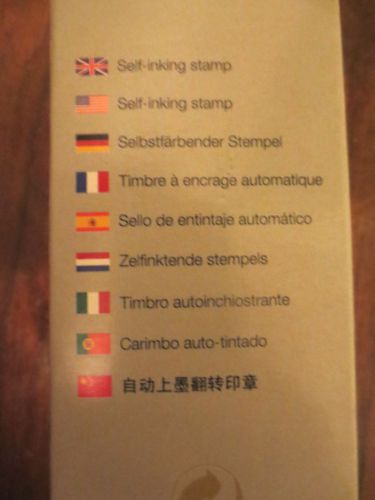 Self-inking stamp
Self-inking stamp
Selbstfärbender Stempel
Timbre à encrage automatique
Sello de entintaje automático
Zelfinktende stempels
Timbro autoinchiostrante
Carimbo auto-tintado
自动上墨翻转印章